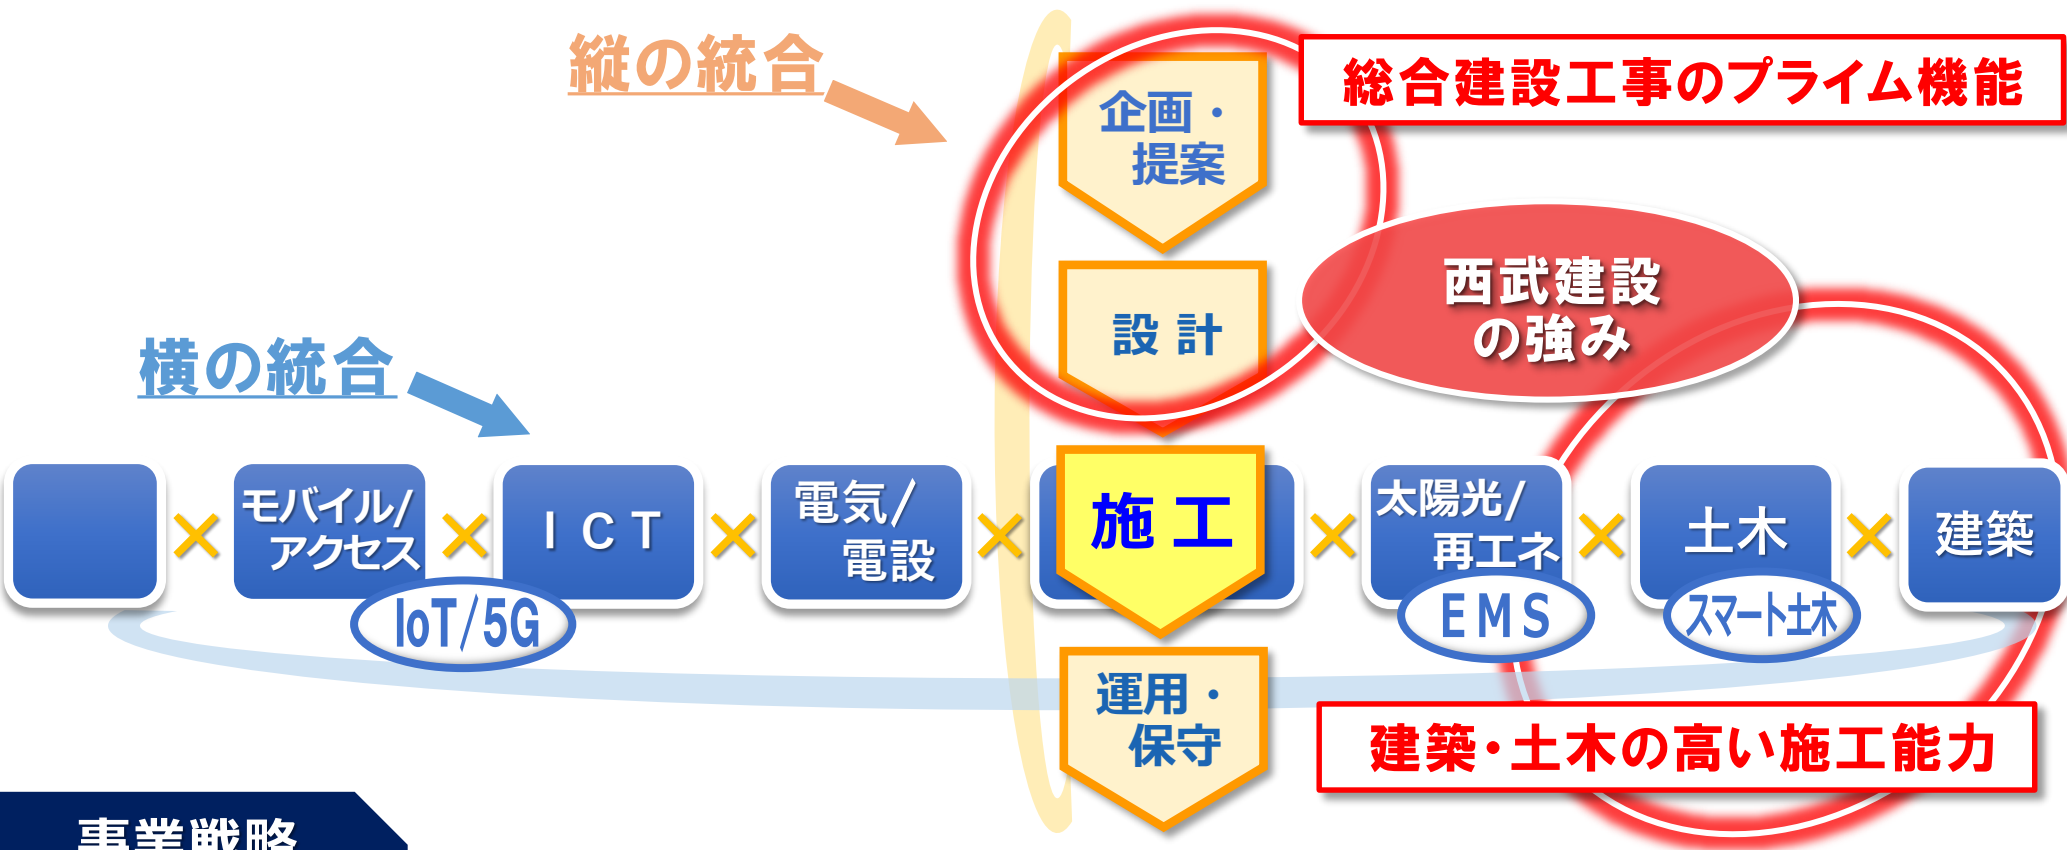 縦の統合
総合建設工事のプライム機能
企画・
提案
西武建設
の強み
設計
横の統合
モバイル/
アクセス
×
ICT
×
電気/
電設
×
施工
×
太陽光/
再エネ
×
土木
×
建築
×
IoT/5G
EMS
スマート土木
運用・
保守
建築・土木の高い施工能力
事業戦略